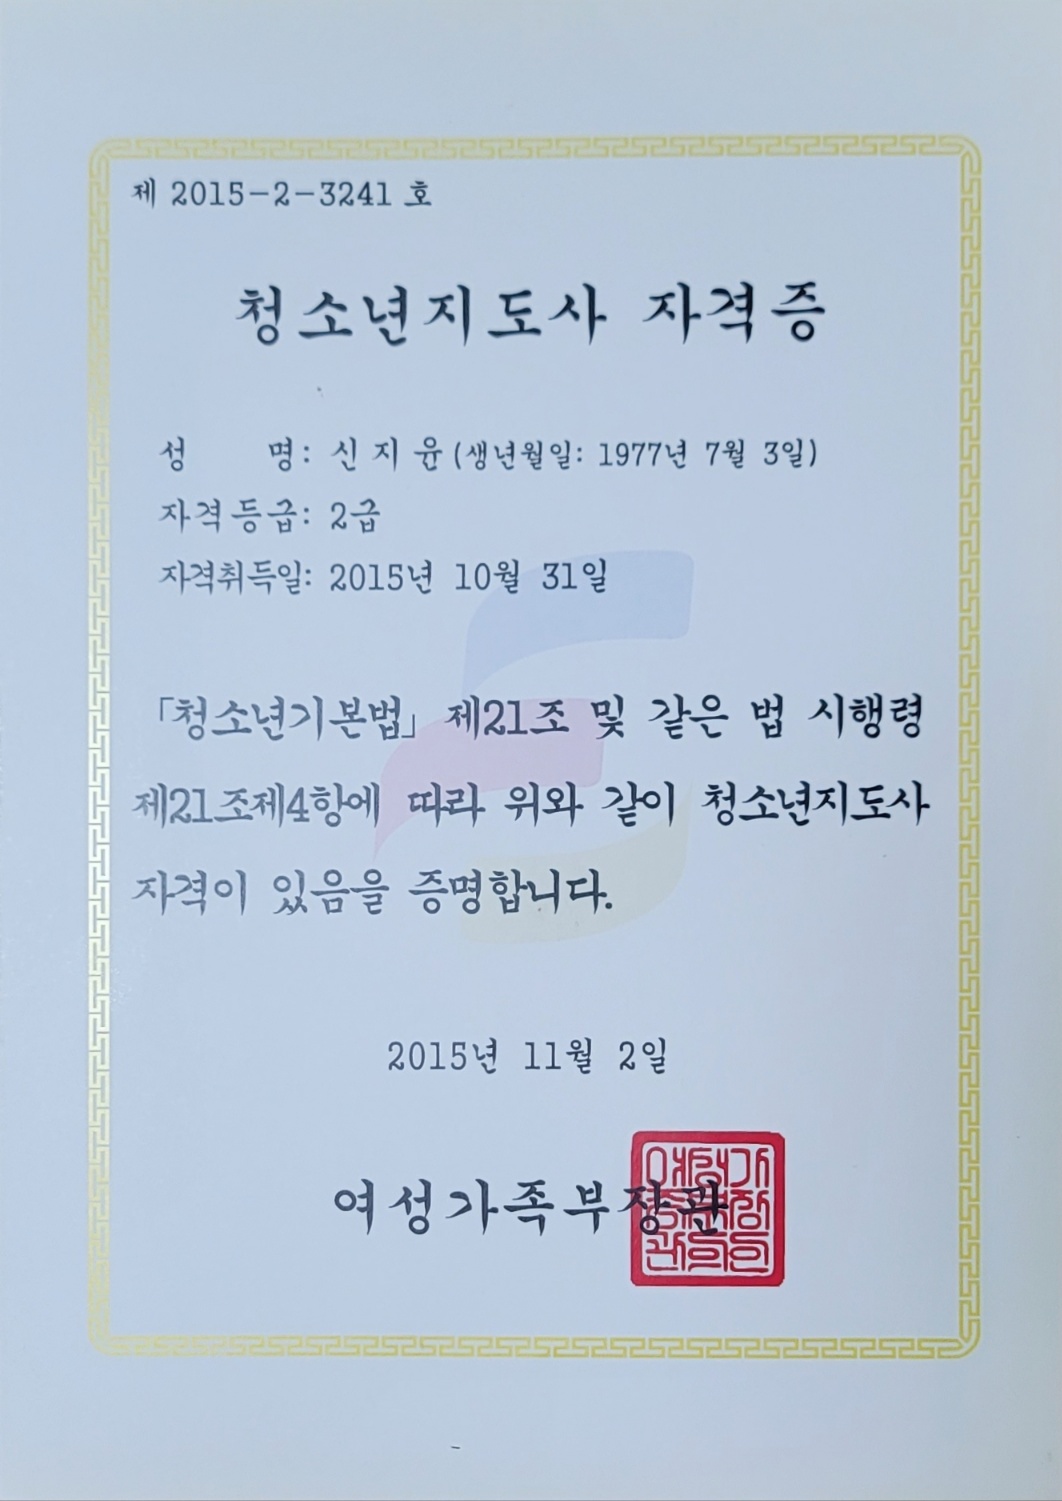 제 2015-2-3241 호
청소년지도사 자격증
성 명: 신 지 윤 (생년월일: 1977년 7월 3일)
자격등급: 2급
자격취득일: 2015년 10월 31일
「청소년기본법」 제21조 및 같은 법 시행령
제21조제4항에 따라 위와 같이 청소년지도사
자격이 있음을 증명합니다.
2015년 11월 2일
여성가족부장관